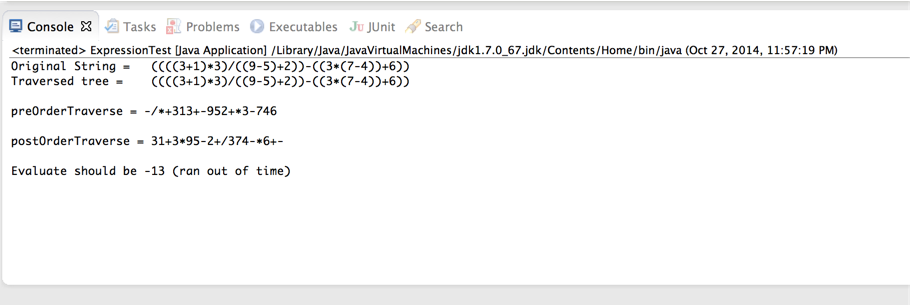 Console Tasks Problems Executables JUnit Search
<terminated> ExpressionTest [Java Application] /Library/Java/JavaVirtualMachines/jdk1.7.0_67.jdk/Contents/Home/bin/java (Oct 27, 2014, 11:57:19 PM)
Original String =   ((((3+1)*3)/((9-5)+2))-((3*(7-4))+6))
Traversed tree =    ((((3+1)*3)/((9-5)+2))-((3*(7-4))+6))
preOrderTraverse = -/*+313+-952+*3-746
postOrderTraverse = 31+3*95-2+/374-*6+-
Evaluate should be -13 (ran out of time)